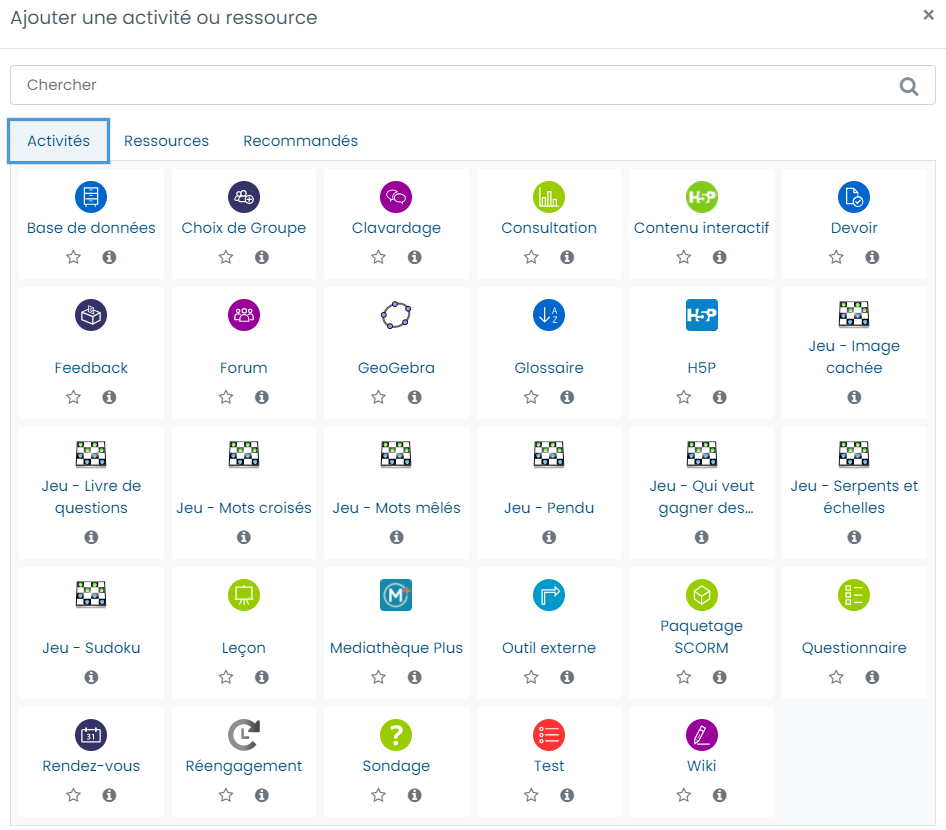 Ajouter une activité ou ressource
×
Chercher
Activités Ressources Recommandés
Base de données Choix de Groupe Clavardage Consultation Contenu interactif Devoir
Feedback Forum GeoGebra Glossaire H5P Jeu - Image
cachée
Jeu - Livre de
questions Jeu - Mots croisés Jeu - Mots mêlés Jeu - Pendu Jeu - Qui veut
gagner des... Jeu - Serpents et
échelles
Jeu - Sudoku Leçon Mediathèque Plus Outil externe Paquetage
SCORM Questionnaire
Rendez-vous Réengagement Sondage Test Wiki